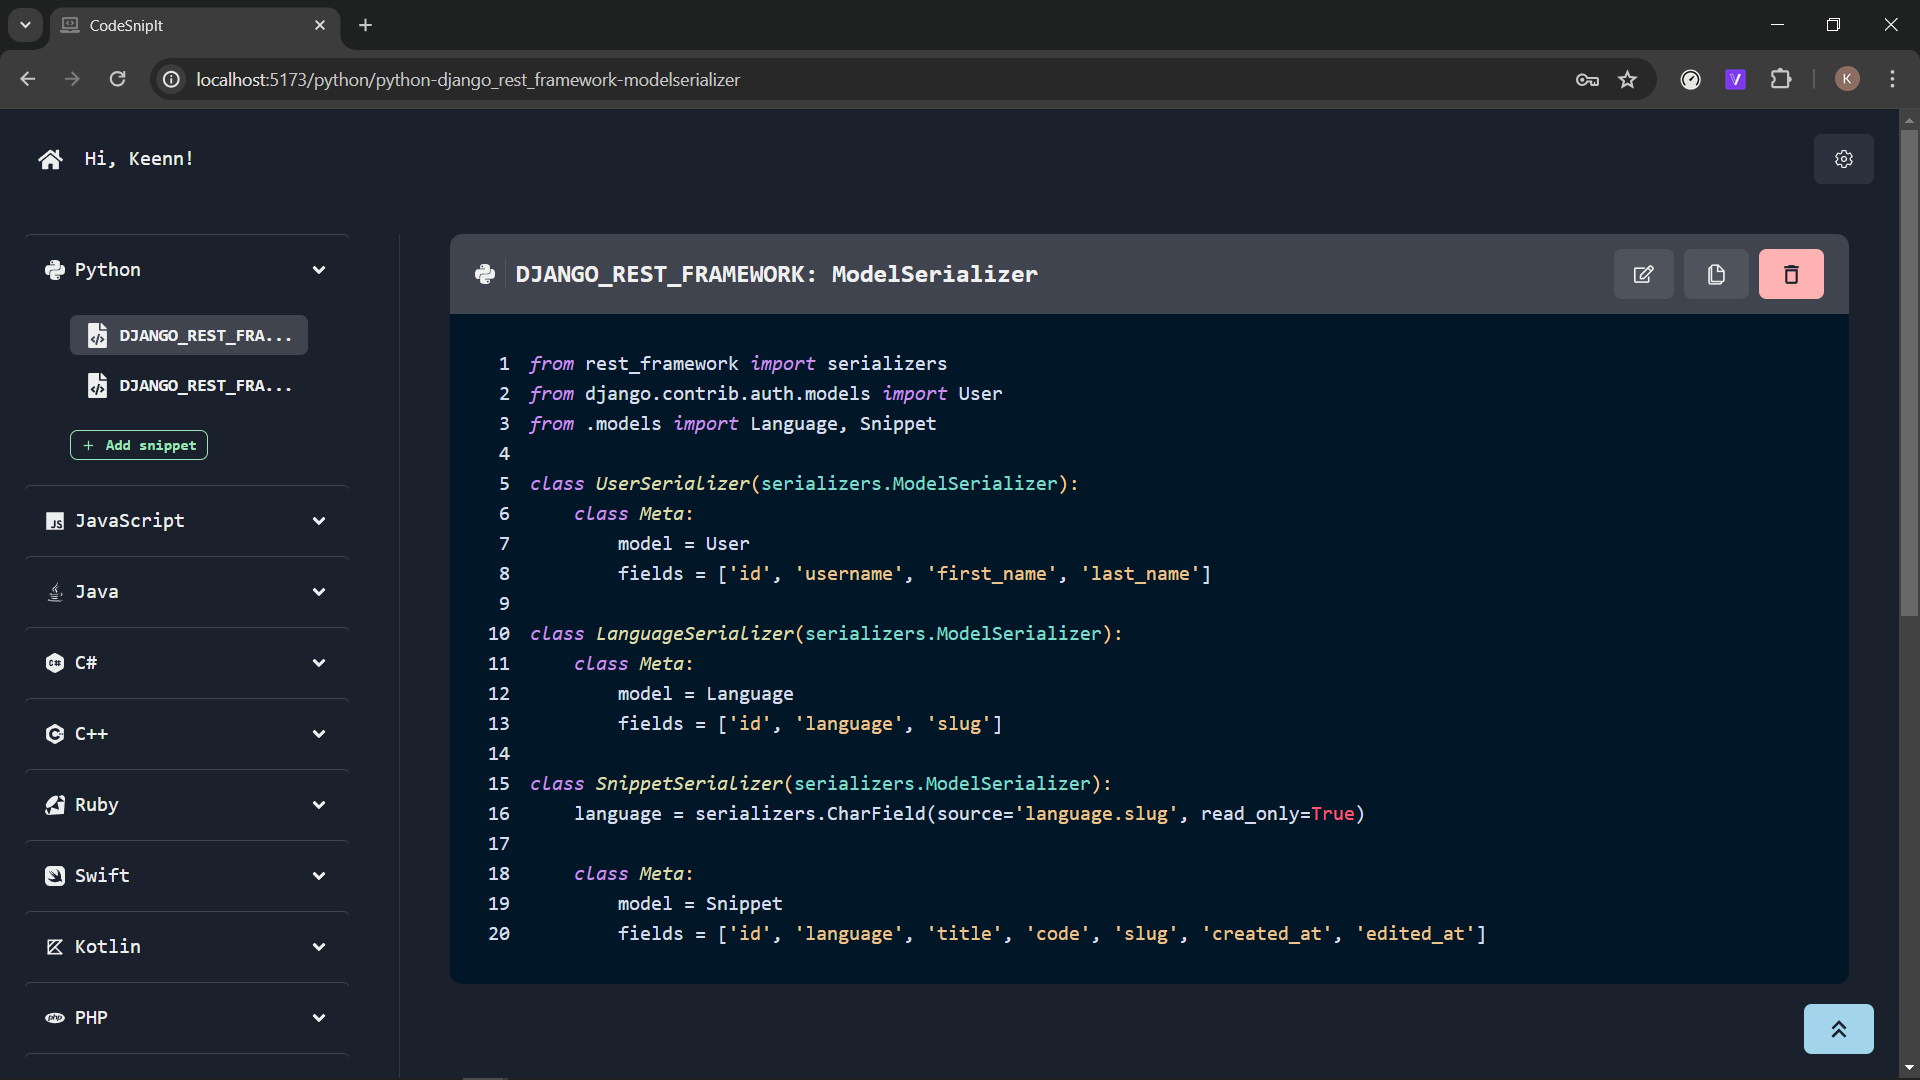 CodeSnipIt
localhost:5173/python/python-django_rest_framework-modelserializer
V
K
Hi, Keenn!
Python
DJANGO_REST_FRA...
DJANGO_REST_FRA...
+ Add snippet
JS JavaScript
Java
C# C#
C++
Ruby
Swift
Kotlin
php PHP
DJANGO_REST_FRAMEWORK: ModelSerializer
1 from rest_framework import serializers
2 from django.contrib.auth.models import User
3 from .models import Language, Snippet
4
5 class UserSerializer(serializers.ModelSerializer):
6     class Meta:
7         model = User
8         fields = ['id', 'username', 'first_name', 'last_name']
9
10 class LanguageSerializer(serializers.ModelSerializer):
11     class Meta:
12         model = Language
13         fields = ['id', 'language', 'slug']
14
15 class SnippetSerializer(serializers.ModelSerializer):
16     language = serializers.CharField(source='language.slug', read_only=True)
17
18     class Meta:
19         model = Snippet
20         fields = ['id', 'language', 'title', 'code', 'slug', 'created_at', 'edited_at']